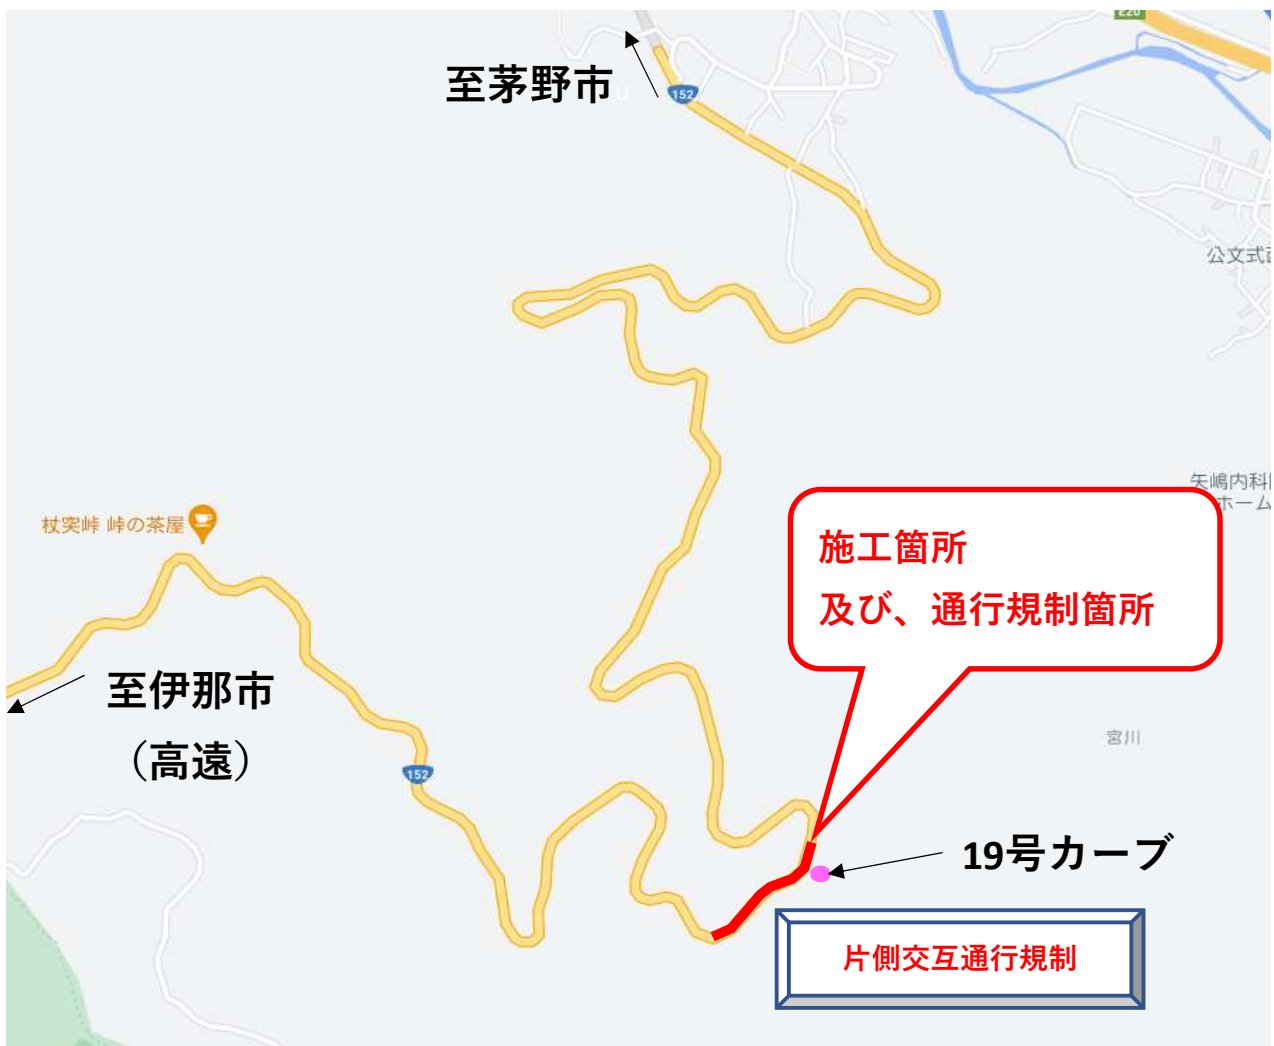 E20
至茅野市
152
公文式
矢嶋内科
ホーム
杖突峠 峠の茶屋
施工箇所
及び、通行規制箇所
至伊那市
（高遠）
宮川
152
19号カーブ
片側交互通行規制